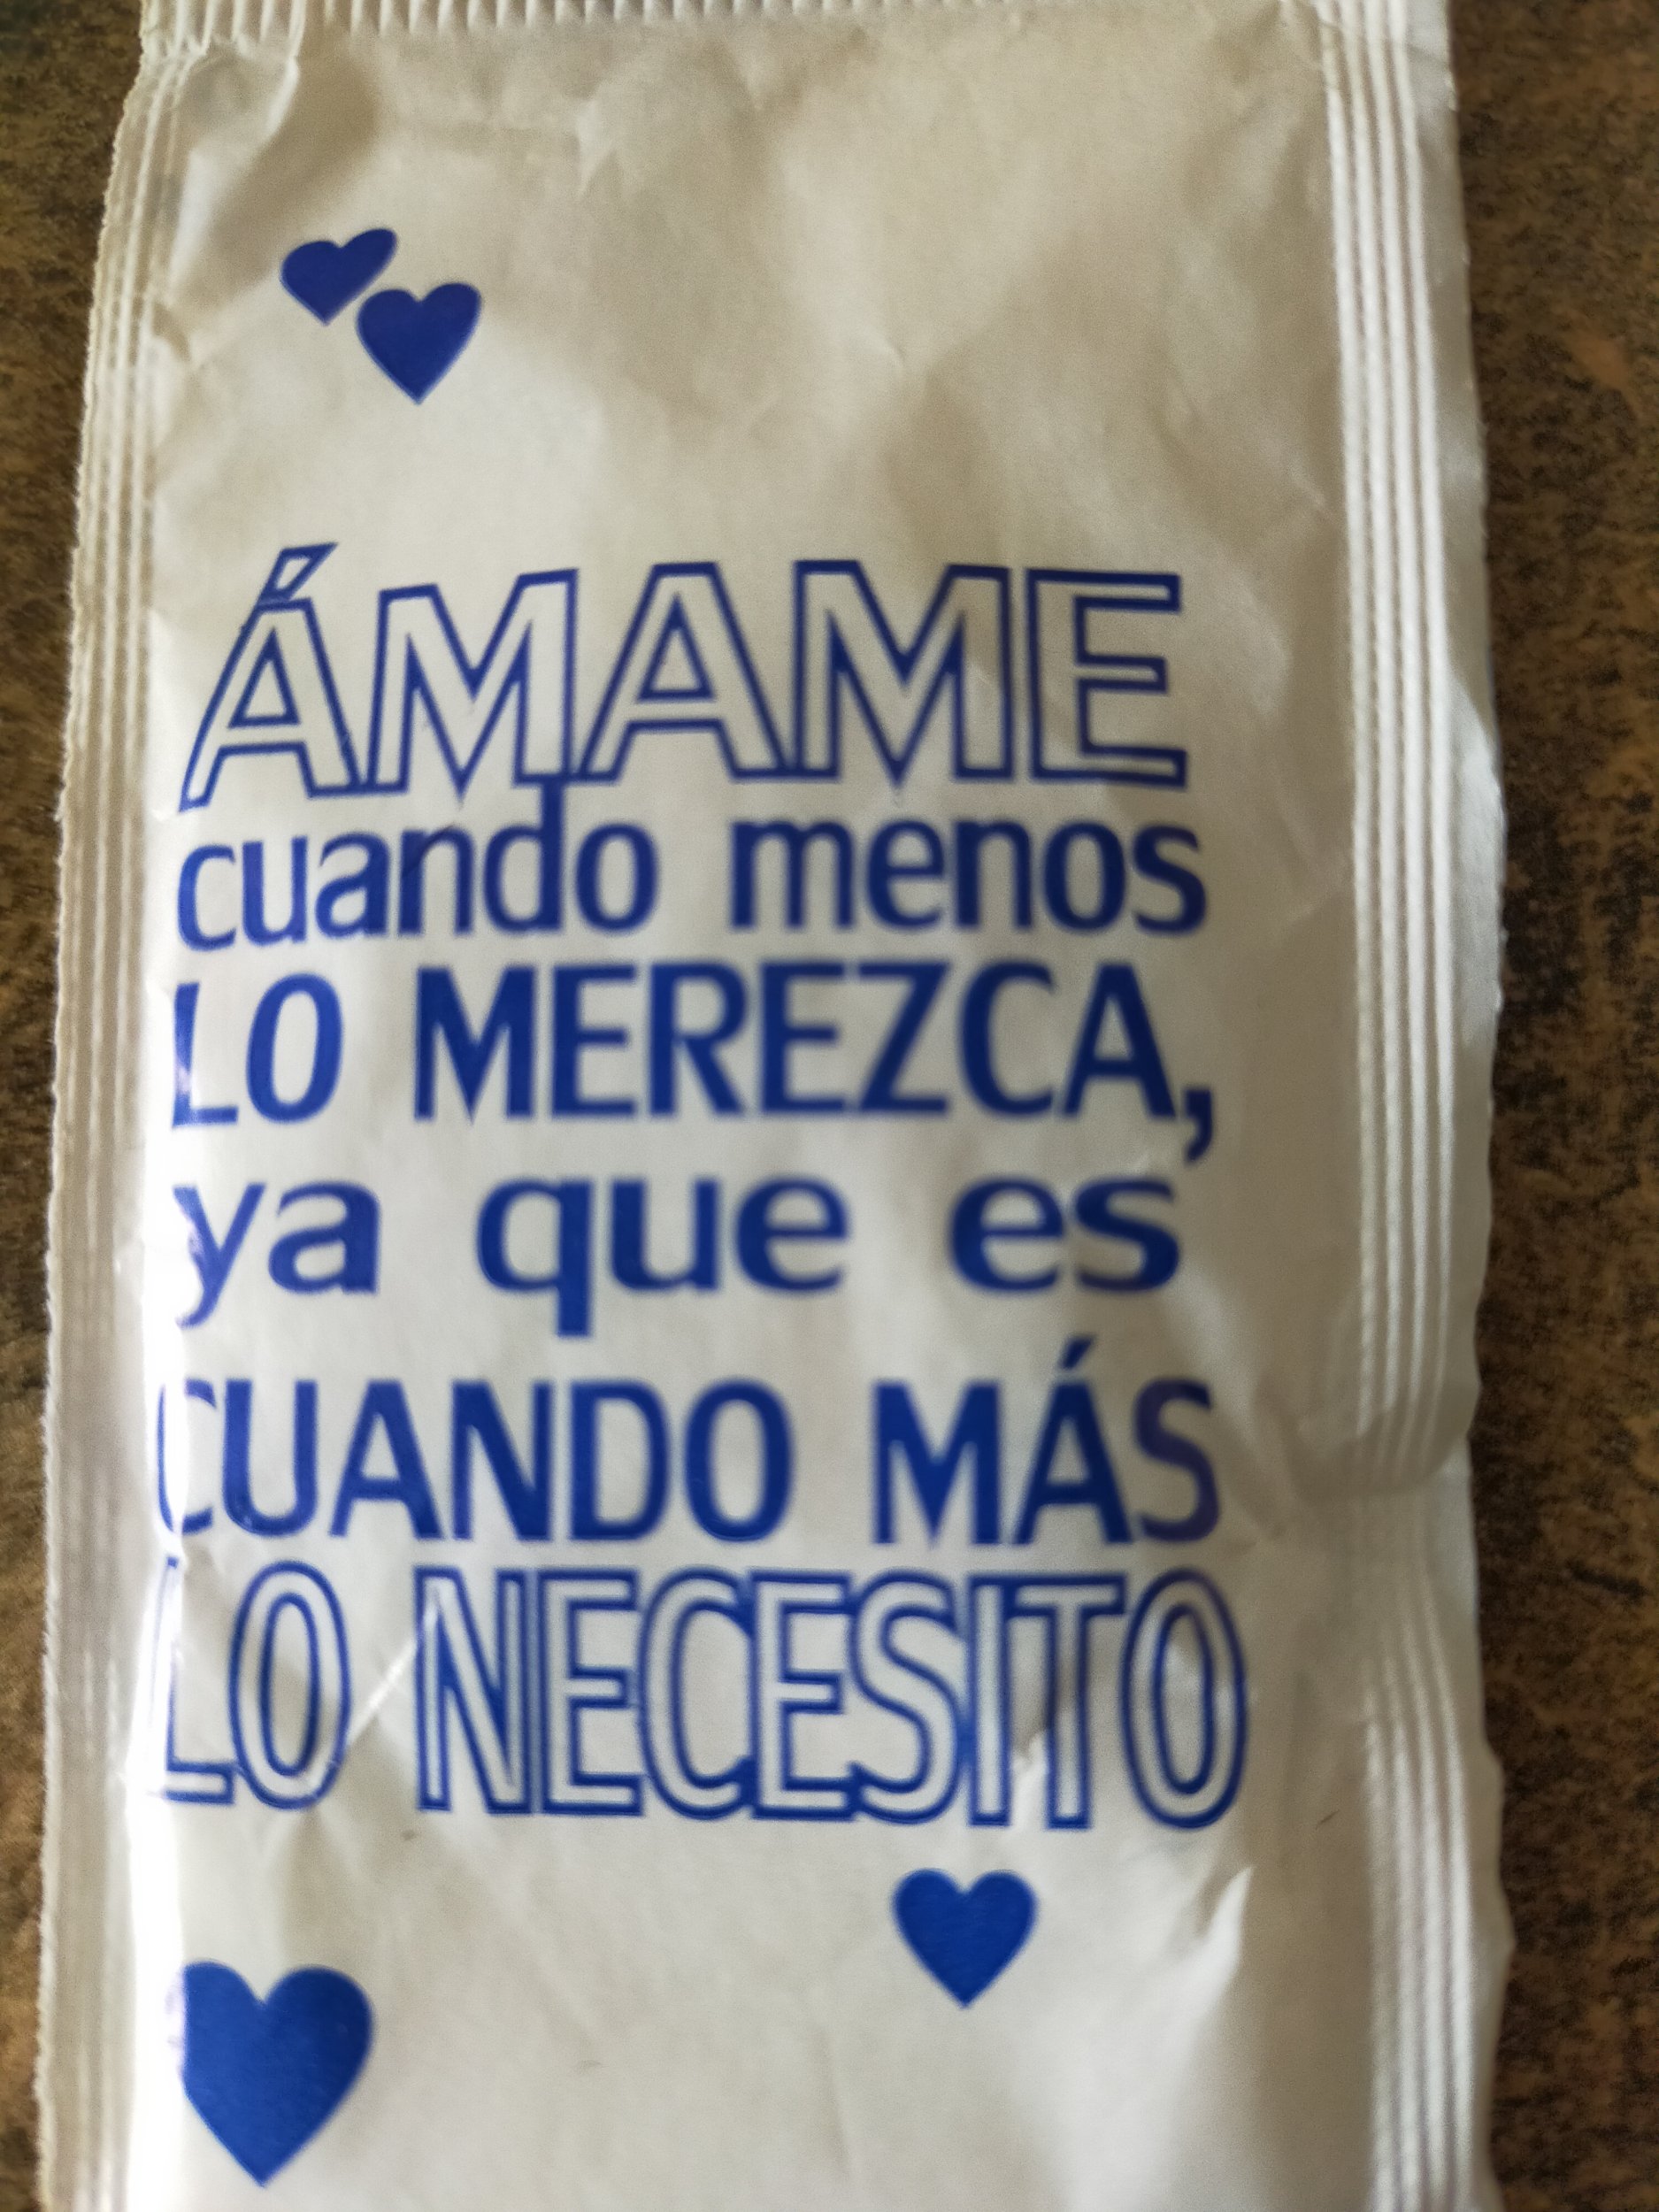 ÁMAME
cuando menos
LO MEREZCA,
ya que es
CUANDO MÁS
LO NECESITO